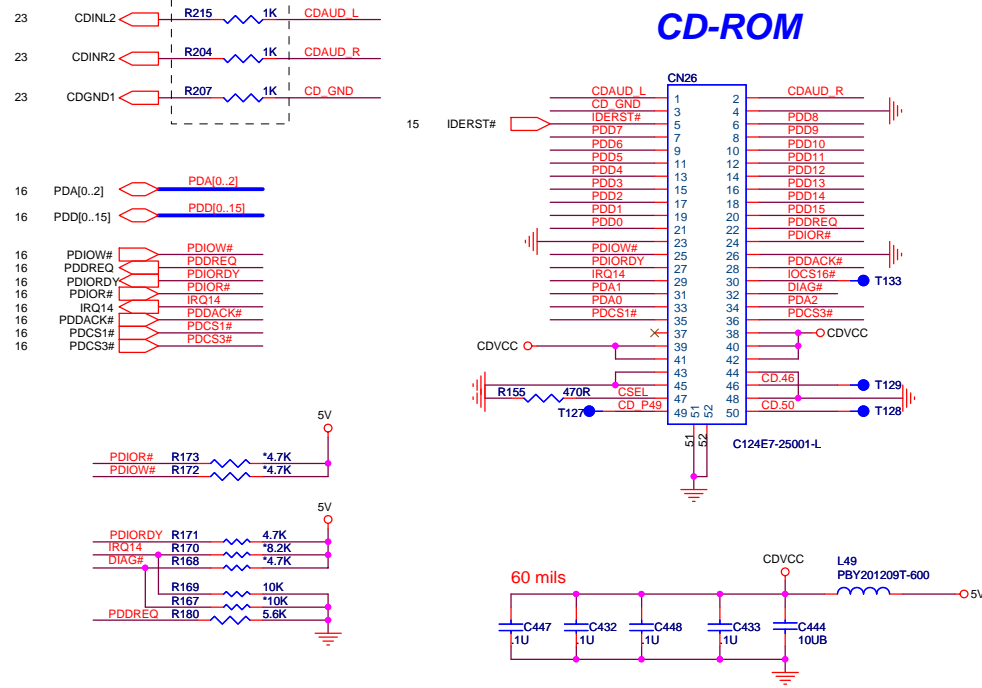 CD-ROM
23 CDINL2 R215 1K CDAUD_L
23 CDINR2 R204 1K CDAUD_R
23 CDGND1 R207 1K CD_GND
15 IDERST#
16 PDA[0..2] PDA[0..2]
16 PDD[0..15] PDD[0..15]
16 PDIOW# PDIOW#
16 PDDREQ PDDREQ
16 PDIORDY PDIORDY
16 PDIOR# PDIOR#
16 IRQ14 IRQ14
16 PDDACK# PDDACK#
16 PDCS1# PDCS1#
16 PDCS3# PDCS3#
CN26
CDAUD_L 1 2 CDAUD_R
CD_GND 3 4
IDERST# 5 6 PDD8
PDD7 7 8 PDD9
PDD6 9 10 PDD10
PDD5 11 12 PDD11
PDD4 13 14 PDD12
PDD3 15 16 PDD13
PDD2 17 18 PDD14
PDD1 19 20 PDD15
PDD0 21 22 PDDREQ
23 24 PDIOR#
PDIOW# 25 26
PDIORDY 27 28 PDDACK#
IRQ14 29 30 IOCS16# T133
PDA1 31 32 DIAG#
PDA0 33 34 PDA2
PDCS1# 35 36 PDCS3#
37 38 CDVCC
CDVCC 39 40
41 42
43 44
45 46 CD.46 T129
R155 470R CSEL 47 48
T127 CD_P49 49 50 CD.50 T128
51 52
51 52
C124E7-25001-L
5V
PDIOR# R173 *4.7K
PDIOW# R172 *4.7K
5V
PDIORDY R171 4.7K
IRQ14 R170 *8.2K
DIAG# R168 *4.7K
R169 10K
R167 *10K
PDDREQ R180 5.6K
60 mils
CDVCC
L49
PBY201209T-600
5V
C447 .1U
C432 .1U
C448 .1U
C433 .1U
C444 10UB